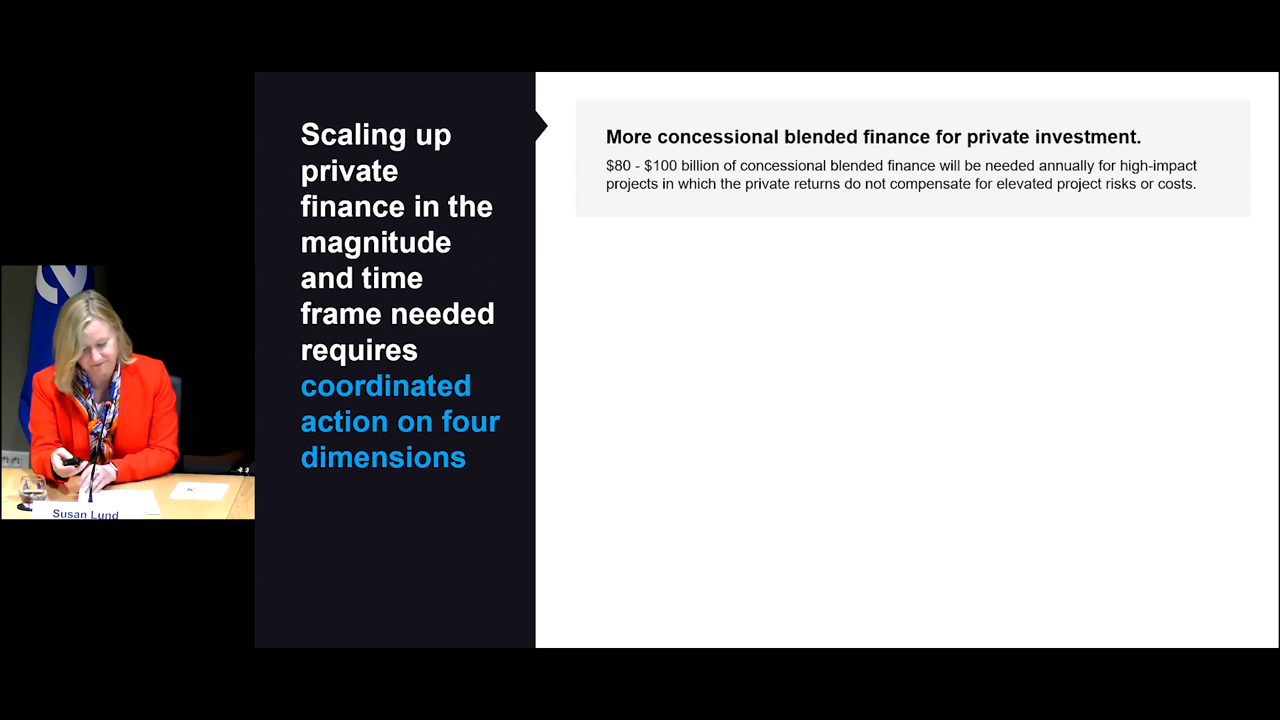 Scaling up
private
finance in the
magnitude
and time
frame needed
requires
coordinated
action on four
dimensions
More concessional blended finance for private investment.
$80 - $100 billion of concessional blended finance will be needed annually for high-impact
projects in which the private returns do not compensate for elevated project risks or costs.
Susan Lund